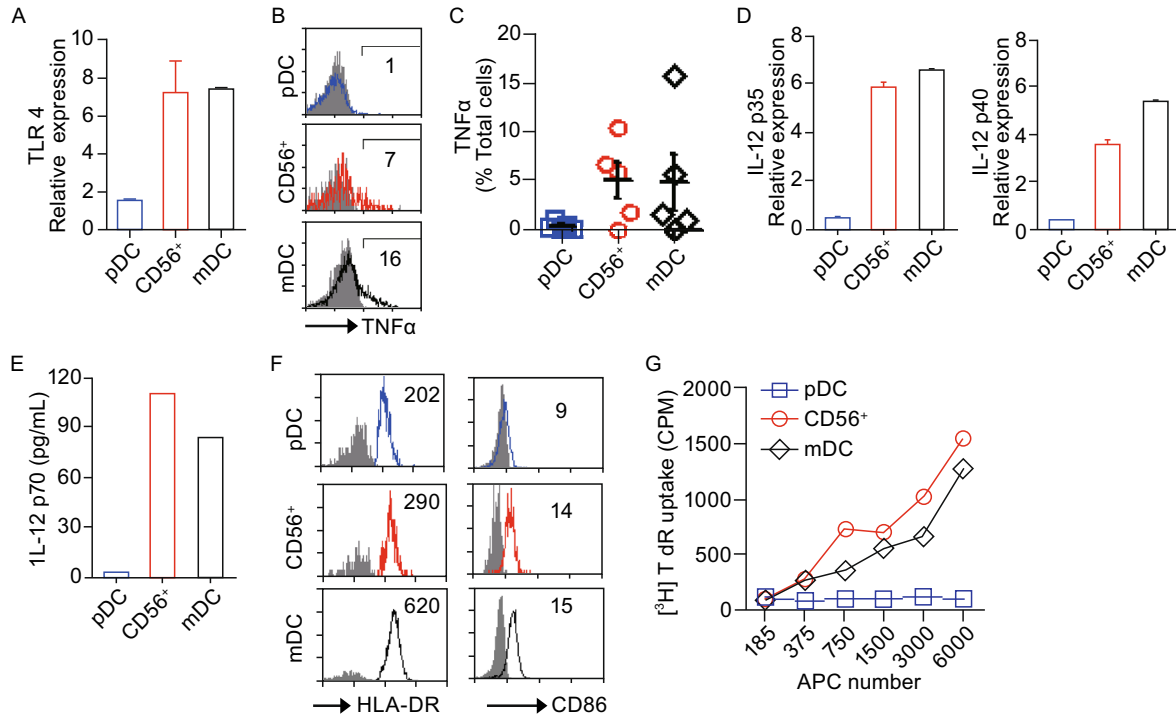 A
TLR 4
Relative expression
10
8
6
4
2
0
pDC
CD56⁺
mDC
B
pDC
1
CD56⁺
7
mDC
16
TNFα
C
TNFα
(% Total cells)
20
15
10
5
0
pDC
CD56⁺
mDC
D
IL-12 p35
Relative expression
8
6
4
2
0
pDC
CD56⁺
mDC
IL-12 p40
Relative expression
8
6
4
2
0
pDC
CD56⁺
mDC
E
1L-12 p70 (pg/mL)
120
90
60
30
0
pDC
CD56⁺
mDC
F
pDC
202
9
CD56⁺
290
14
mDC
620
15
HLA-DR
CD86
G
[³H] T dR uptake (CPM)
2000
1500
1000
500
0
pDC
CD56⁺
mDC
185
375
750
1500
3000
6000
APC number